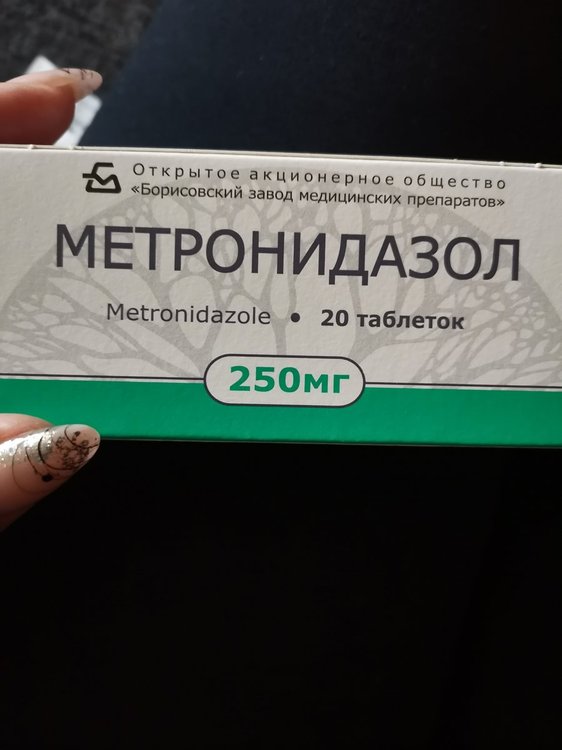 Открытое акционерное общество
«Борисовский завод медицинских препаратов»
МЕТРОНИДАЗОЛ
Metronidazole • 20 таблеток
250мг